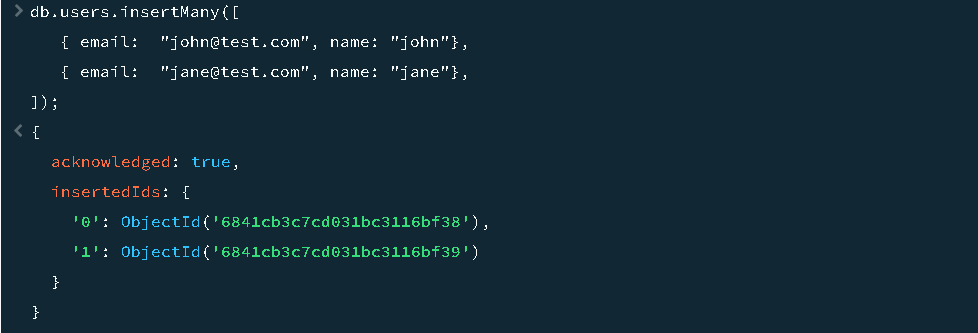 > db.users.insertMany([
{ email:  "john@test.com", name: "john"},
{ email:  "jane@test.com", name: "jane"},
]);
< {
acknowledged: true,
insertedIds: {
'0': ObjectId('6841cb3c7cd031bc3116bf38'),
'1': ObjectId('6841cb3c7cd031bc3116bf39')
}
}